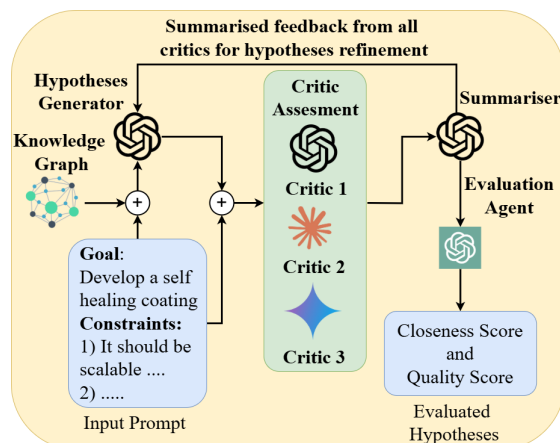 Summarised feedback from all
critics for hypotheses refinement
Hypotheses
Generator
Knowledge
Graph
+
+
Goal:
Develop a self
healing coating
Constraints:
1) It should be
scalable ....
2) .....
Input Prompt
Critic
Assesment
Critic 1
Critic 2
Critic 3
Summariser
Evaluation
Agent
Closeness Score
and
Quality Score
Evaluated
Hypotheses